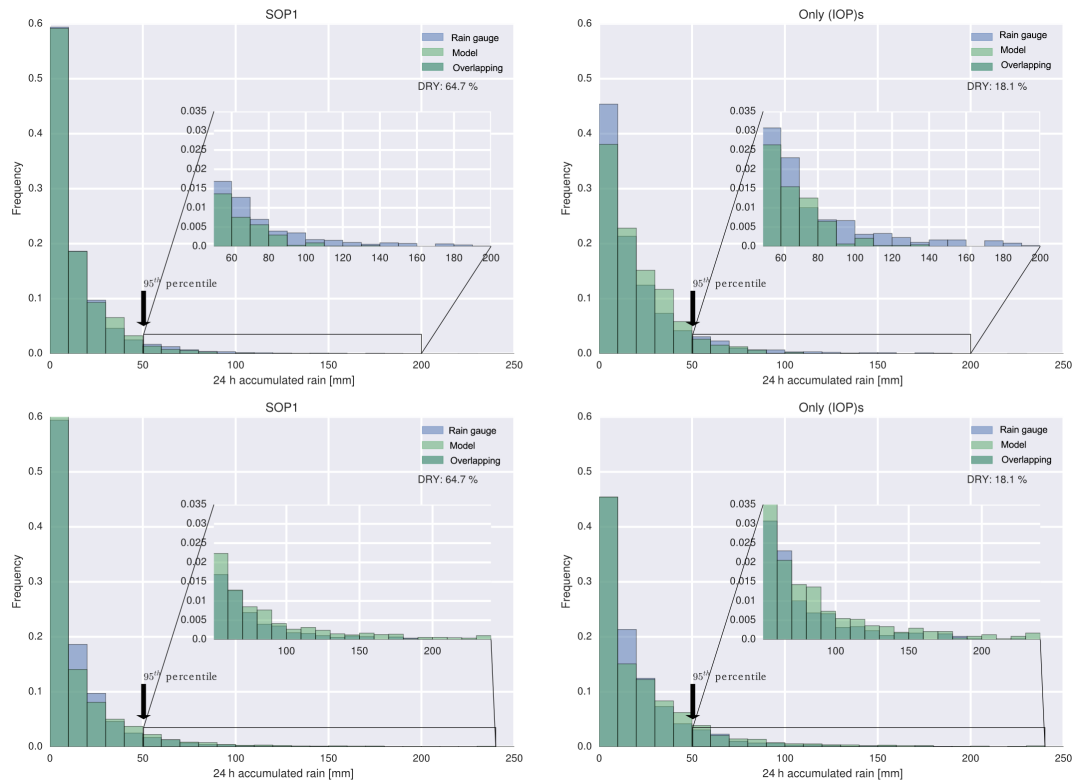 SOP1
0.6
0.5
0.4
0.3
0.2
0.1
0.0
Frequency
Rain gauge
Model
Overlapping
DRY: 64.7 %
0.035
0.03
0.025
0.02
0.015
0.01
0.005
0.0
60 80 100 120 140 160 180 200
95th percentile
0 50 100 150 200 250
24 h accumulated rain [mm]
Only (IOP)s
0.6
0.5
0.4
0.3
0.2
0.1
0.0
Frequency
Rain gauge
Model
Overlapping
DRY: 18.1 %
0.035
0.03
0.025
0.02
0.015
0.01
0.005
0.0
60 80 100 120 140 160 180 200
95th percentile
0 50 100 150 200 250
24 h accumulated rain [mm]
SOP1
0.6
0.5
0.4
0.3
0.2
0.1
0.0
Frequency
Rain gauge
Model
Overlapping
DRY: 64.7 %
0.035
0.03
0.025
0.02
0.015
0.01
0.005
0.0
100 150 200
95th percentile
0 50 100 150 200 250
24 h accumulated rain [mm]
Only (IOP)s
0.6
0.5
0.4
0.3
0.2
0.1
0.0
Frequency
Rain gauge
Model
Overlapping
DRY: 18.1 %
0.035
0.03
0.025
0.02
0.015
0.01
0.005
0.0
100 150 200
95th percentile
0 50 100 150 200 250
24 h accumulated rain [mm]